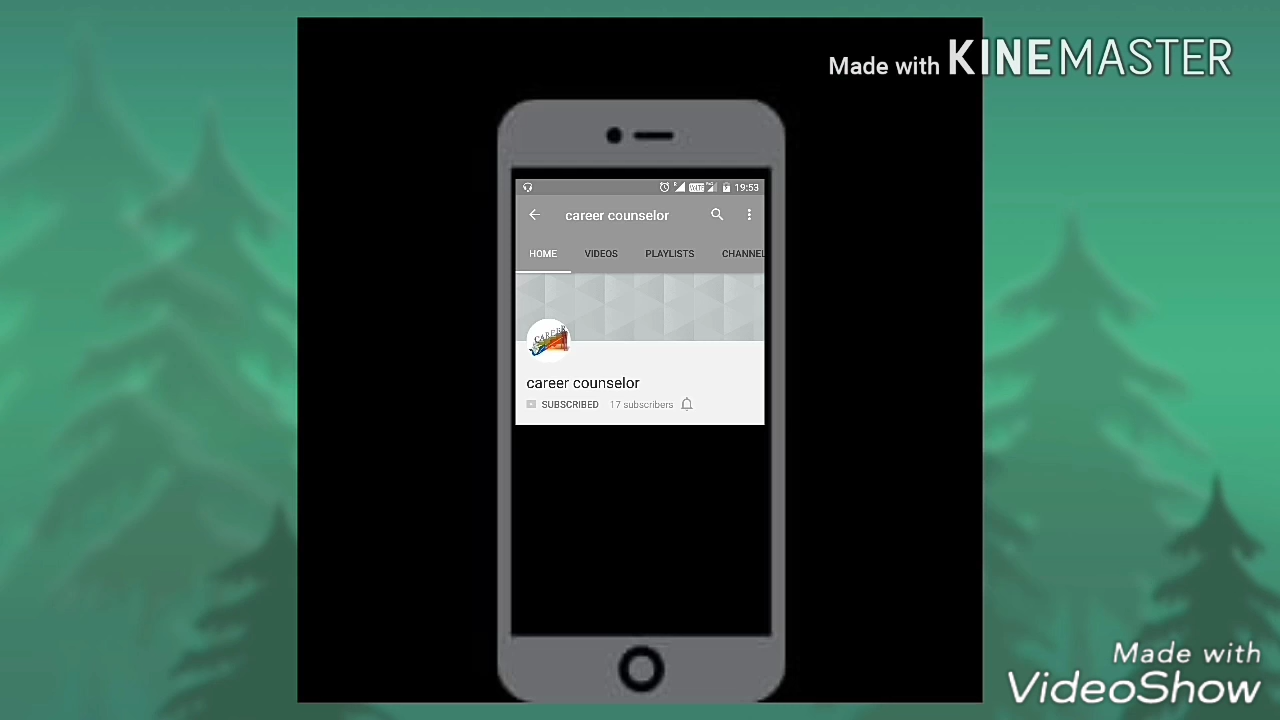 Made with KINEMASTER
19:53
career counselor
HOME VIDEOS PLAYLISTS CHANNEL
CAREER
career counselor
SUBSCRIBED 17 subscribers
Made with
VideoShow